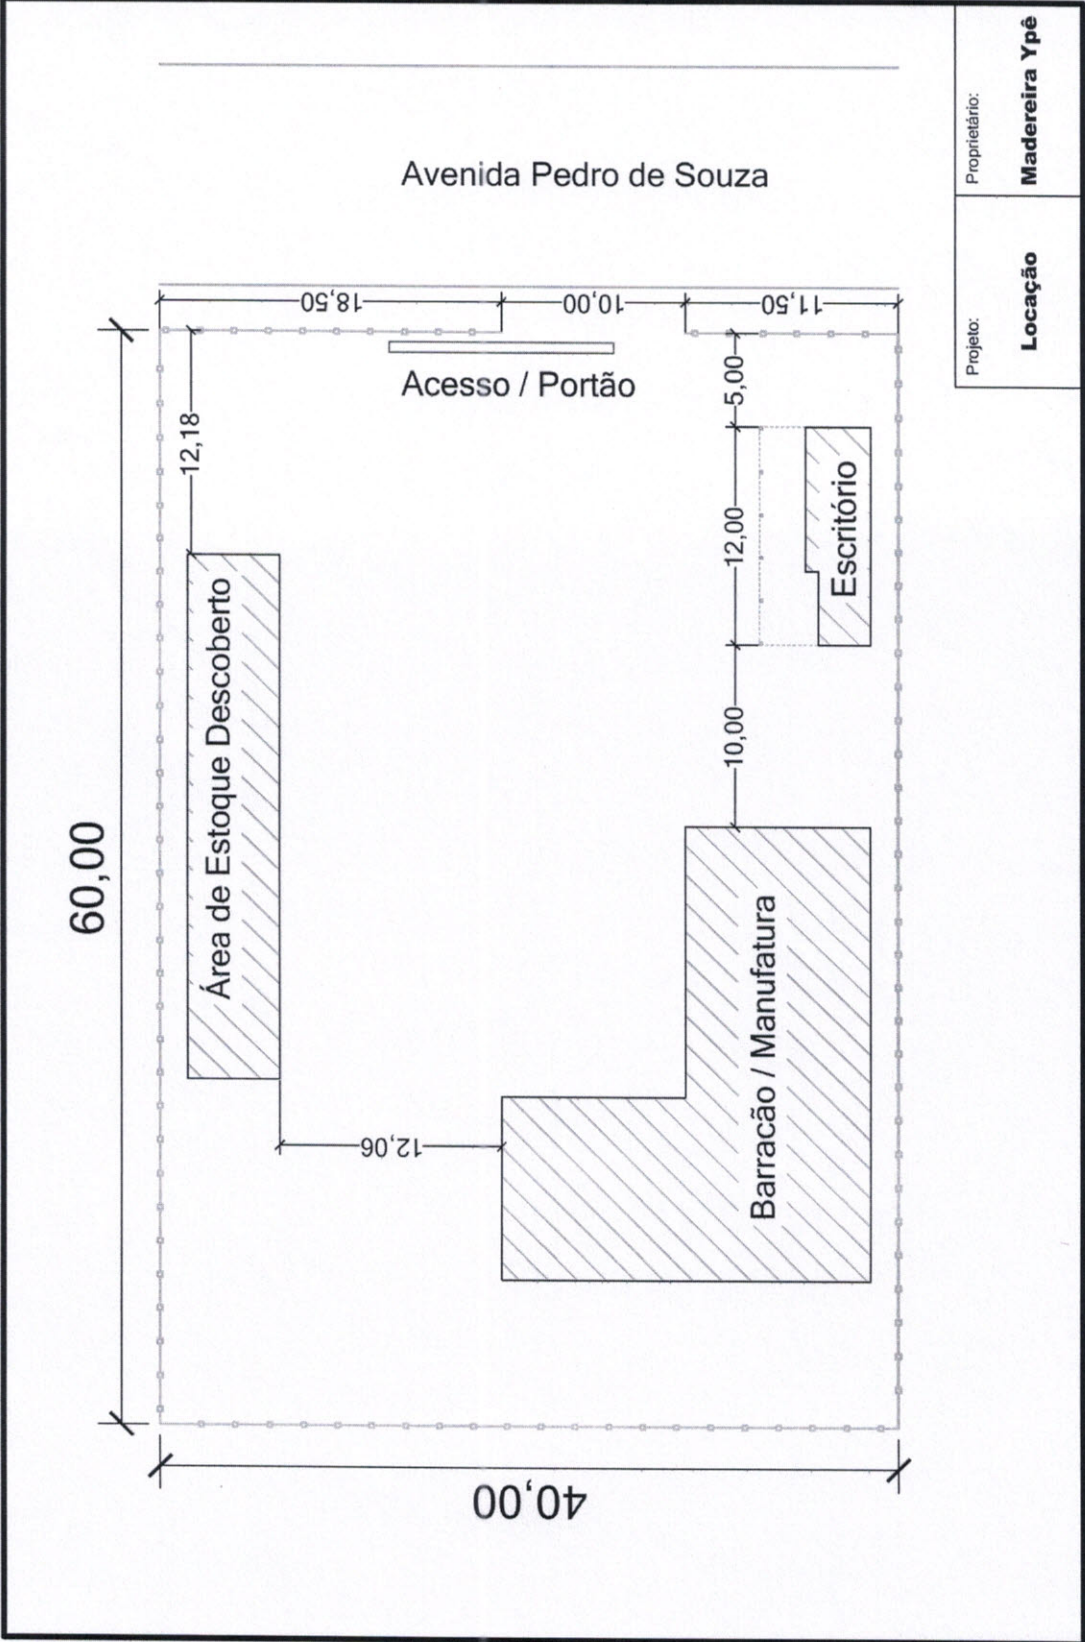 Avenida Pedro de Souza
18,50
10,00
11,50
Acesso / Portão
12,18
5,00
12,00
10,00
Escritório
Área de Estoque Descoberto
60,00
Barracão / Manufatura
12,06
40,00
Projeto:
Locação
Proprietário:
Madereira Ypê